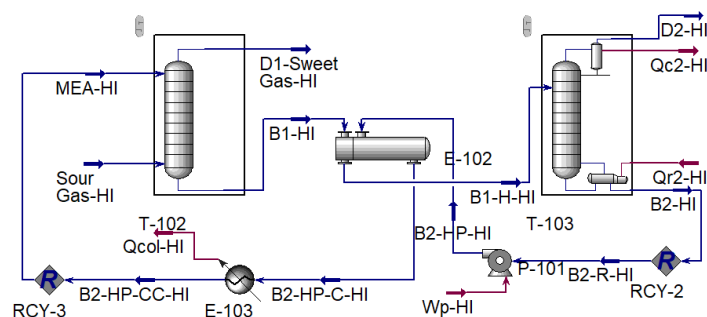 D2-HI
Qc2-HI
D1-Sweet
Gas-HI
MEA-HI
B1-HI
E-102
Sour
Gas-HI
B1-H-HI
Qr2-HI
B2-HI
T-102
T-103
Qcol-HI
B2-HP-HI
P-101
B2-R-HI
RCY-2
R
R
RCY-3
B2-HP-CC-HI
E-103
B2-HP-C-HI
Wp-HI